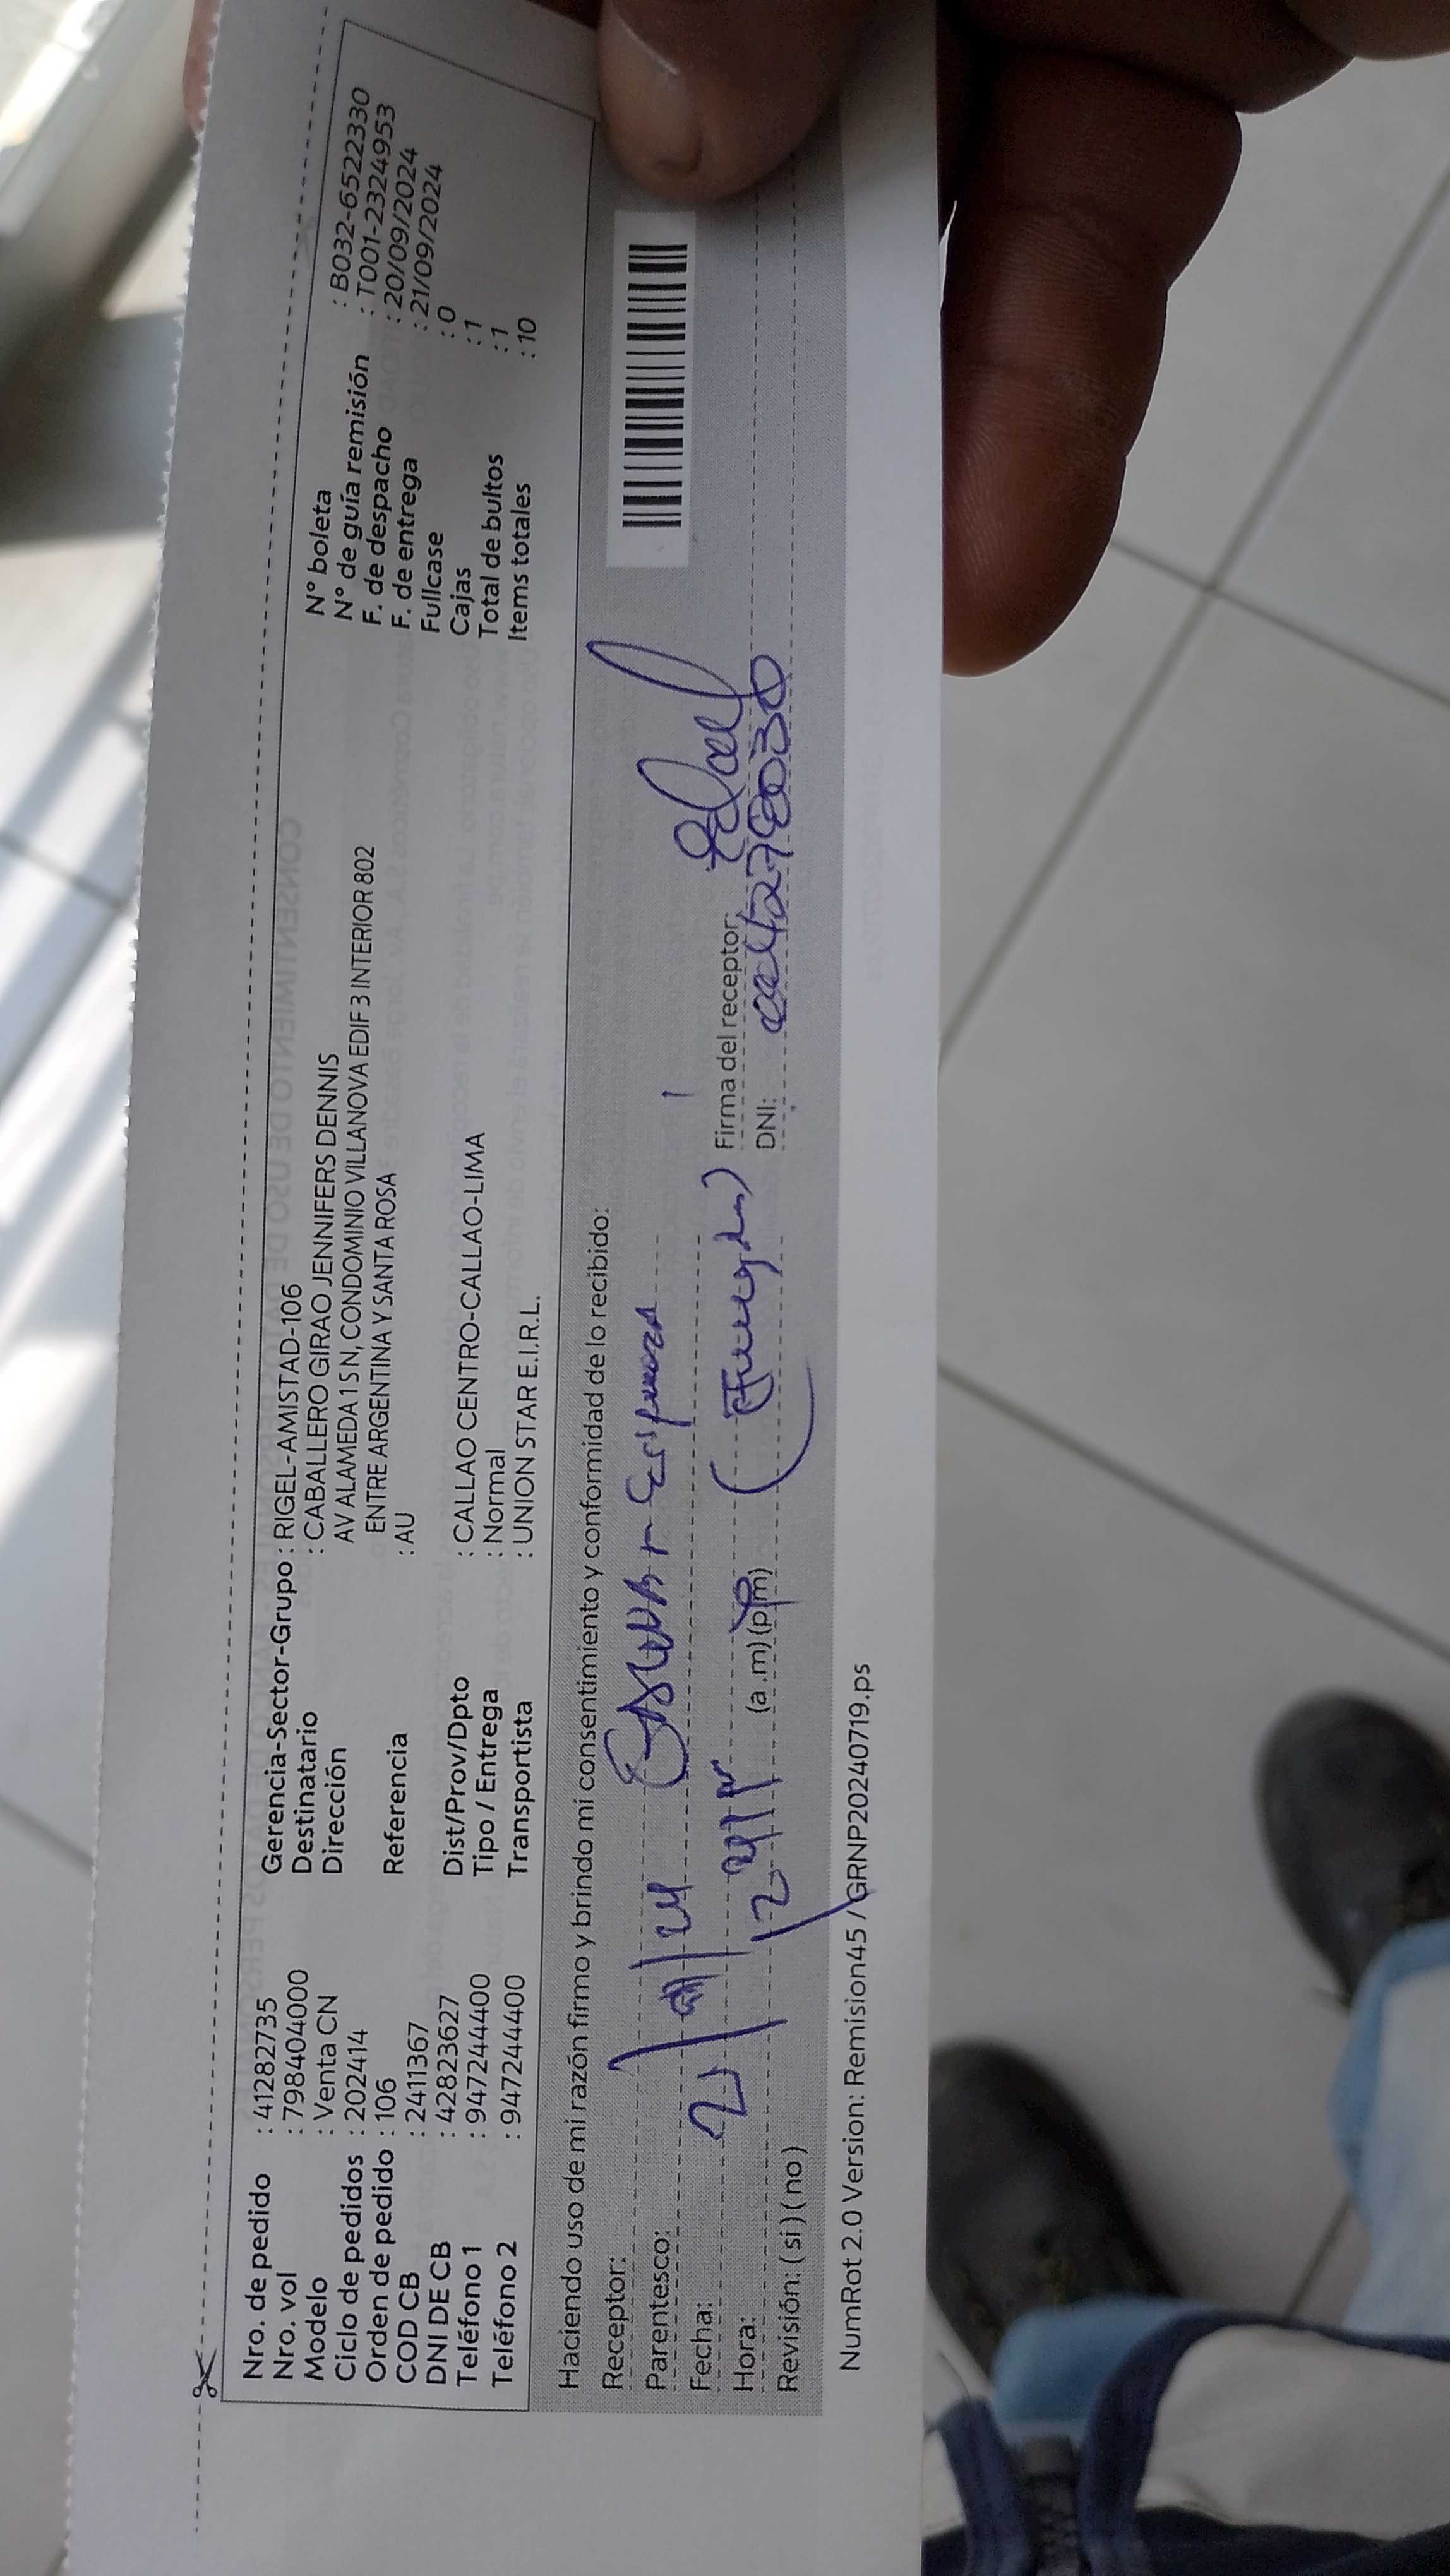 Nro. de pedido : 41282735
Nro. vol : 798404000
Modelo : Venta CN
Ciclo de pedidos : 202414
Orden de pedido : 106
COD CB : 2411367
DNI DE CB : 42823627
Teléfono 1 : 947244400
Teléfono 2 : 947244400
Gerencia-Sector-Grupo : RIGEL-AMISTAD-106
Destinatario : CABALLERO GIRAO JENNIFERS DENNIS
Dirección AV ALAMEDA 1 S N, CONDOMINIO VILLANOVA EDIF 3 INTERIOR 802
ENTRE ARGENTINA Y SANTA ROSA
Referencia : AU
Dist/Prov/Dpto : CALLAO CENTRO-CALLAO-LIMA
Tipo / Entrega : Normal
Transportista : UNION STAR E.I.R.L.
N° boleta : B032-6522330
N° de guía remisión : T001-2324953
F. de despacho : 20/09/2024
F. de entrega : 21/09/2024
Fullcase : 0
Cajas : 1
Total de bultos : 1
Items totales : 10
Haciendo uso de mi razón firmo y brindo mi consentimiento y conformidad de lo recibido:
Receptor:
Parentesco:
Fecha:
Hora: (a.m) (p.m)
Revisión: ( si ) ( no )
Firma del receptor:
DNI:
NumRot 2.0 Version: Remision45 / GRNP20240719.ps